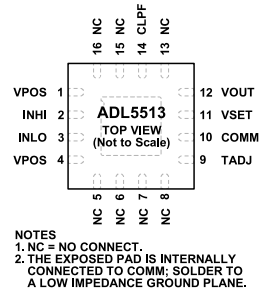 16 NC
15 NC
14 CLPF
13 NC
VPOS 1
INHI 2
INLO 3
VPOS 4
ADL5513
TOP VIEW
(Not to Scale)
12 VOUT
11 VSET
10 COMM
9 TADJ
NC 5
NC 6
NC 7
NC 8
NOTES
1. NC = NO CONNECT.
2. THE EXPOSED PAD IS INTERNALLY
CONNECTED TO COMM; SOLDER TO
A LOW IMPEDANCE GROUND PLANE.